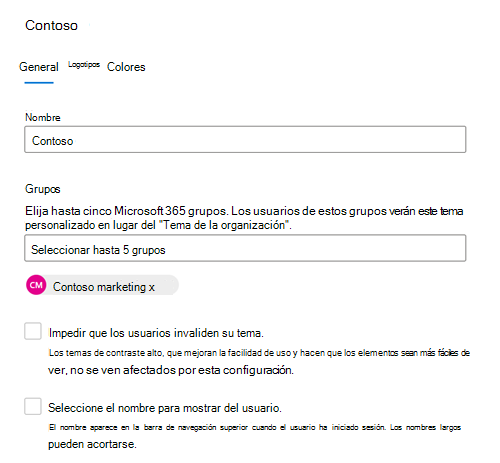 Contoso
General Logotipos Colores
Nombre
Contoso
Grupos
Elija hasta cinco Microsoft 365 grupos. Los usuarios de estos grupos verán este tema
personalizado en lugar del "Tema de la organización".
Seleccionar hasta 5 grupos
CM Contoso marketing x
Impedir que los usuarios invaliden su tema.
Los temas de contraste alto, que mejoran la facilidad de uso y hacen que los elementos sean más fáciles de
ver, no se ven afectados por esta configuración.
Seleccione el nombre para mostrar del usuario.
El nombre aparece en la barra de navegación superior cuando el usuario ha iniciado sesión. Los nombres largos
pueden acortarse.